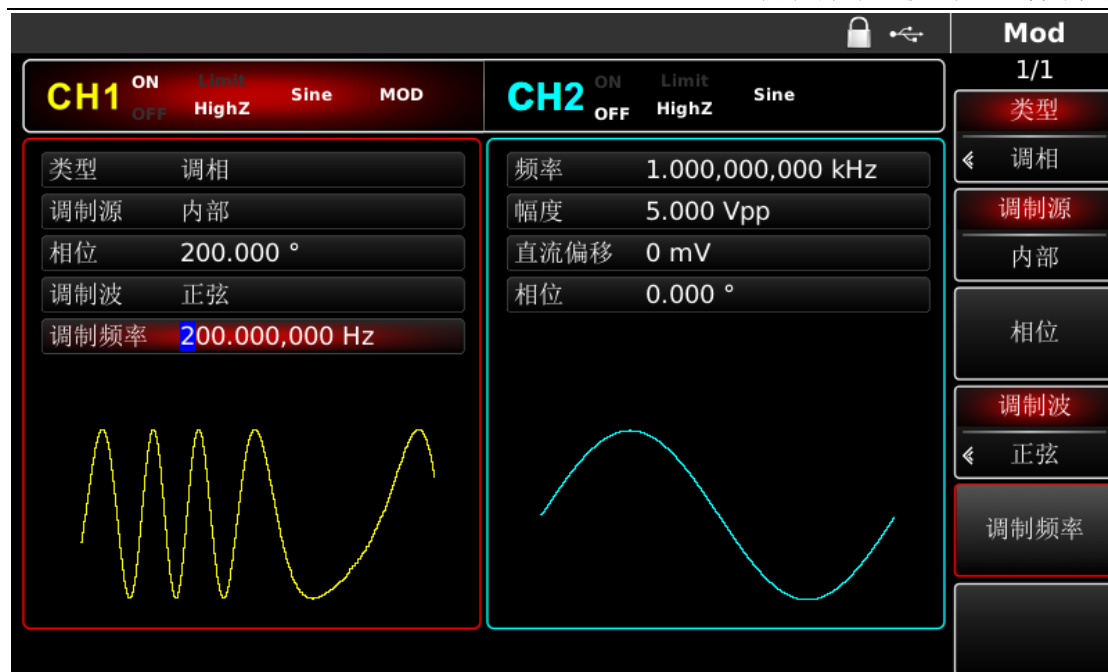 Mod
1/1
CH1 ON OFF Limit HighZ Sine MOD
CH2 ON OFF Limit HighZ Sine
类型 调相
调制源 内部
相位 200.000 °
调制波 正弦
调制频率 200.000,000 Hz
频率 1.000,000,000 kHz
幅度 5.000 Vpp
直流偏移 0 mV
相位 0.000 °
类型
调相
调制源
内部
相位
调制波
正弦
调制频率